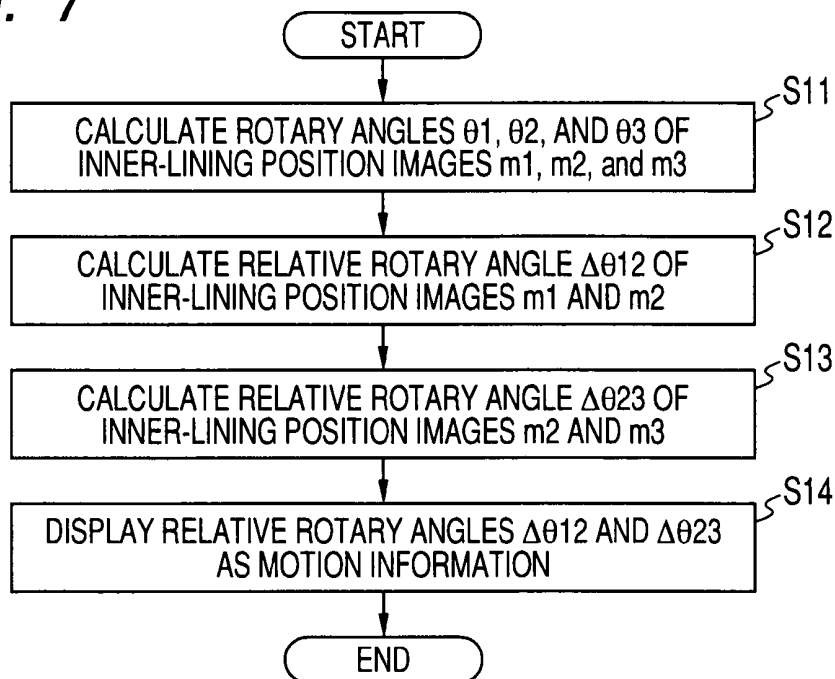 7
START
S11
CALCULATE ROTARY ANGLES θ1, θ2, AND θ3 OF
INNER-LINING POSITION IMAGES m1, m2, and m3
S12
CALCULATE RELATIVE ROTARY ANGLE Δθ12 OF
INNER-LINING POSITION IMAGES m1 AND m2
S13
CALCULATE RELATIVE ROTARY ANGLE Δθ23 OF
INNER-LINING POSITION IMAGES m2 AND m3
S14
DISPLAY RELATIVE ROTARY ANGLES Δθ12 AND Δθ23
AS MOTION INFORMATION
END